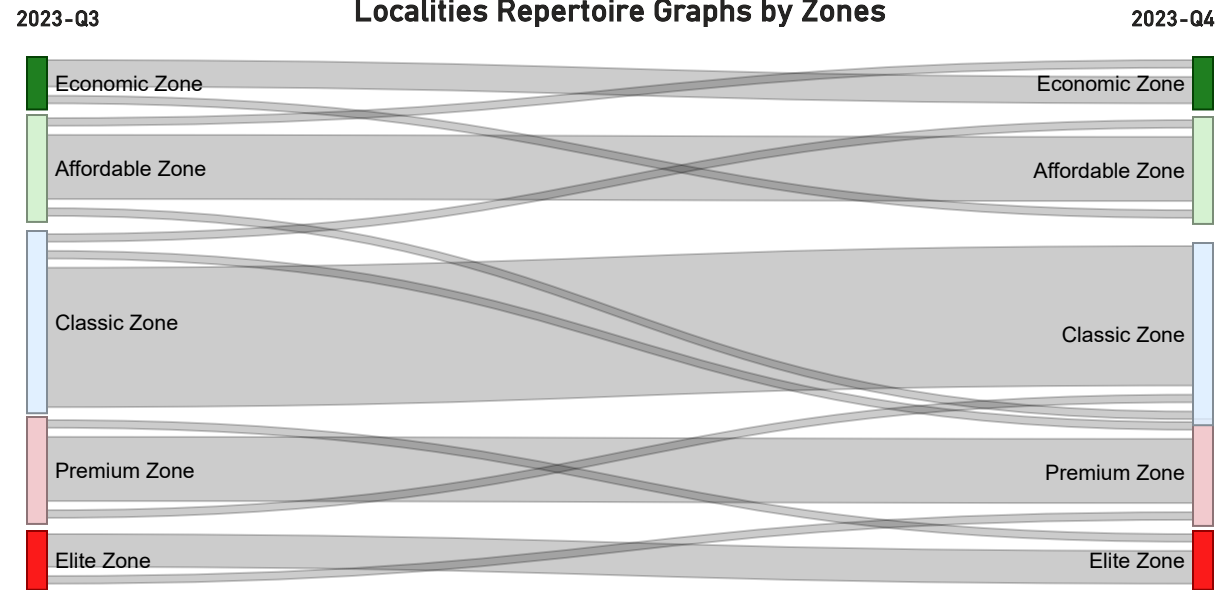 Localities Repertoire Graphs by Zones
2023-Q3
2023-Q4
Economic Zone
Economic Zone
Affordable Zone
Affordable Zone
Classic Zone
Classic Zone
Premium Zone
Premium Zone
Elite Zone
Elite Zone